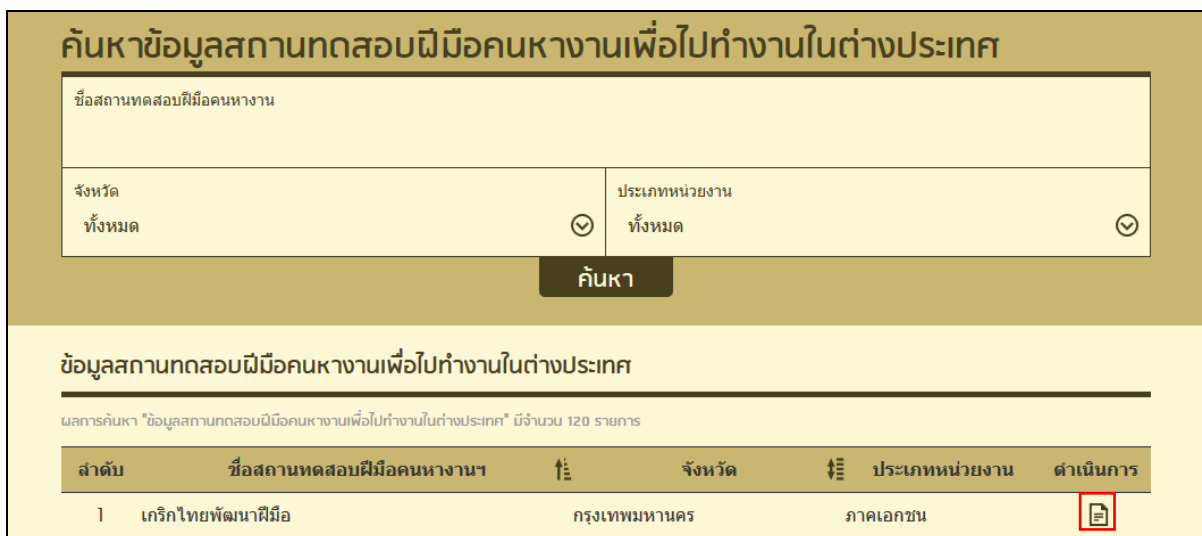 ค้นหาข้อมูลสถานทดสอบฝีมือคนหางานเพื่อไปทำงานในต่างประเทศ
ชื่อสถานทดสอบฝีมือคนหางาน
จังหวัด ประเภทหน่วยงาน
ทั้งหมด ทั้งหมด
ค้นหา
ข้อมูลสถานทดสอบฝีมือคนหางานเพื่อไปทำงานในต่างประเทศ
ผลการค้นหา "ข้อมูลสถานทดสอบฝีมือคนหางานเพื่อไปทำงานในต่างประเทศ" มีจำนวน 120 รายการ
ลำดับ ชื่อสถานทดสอบฝีมือคนหางานฯ จังหวัด ประเภทหน่วยงาน ดำเนินการ
1 เกริกไทยพัฒนาฝีมือ กรุงเทพมหานคร ภาคเอกชน